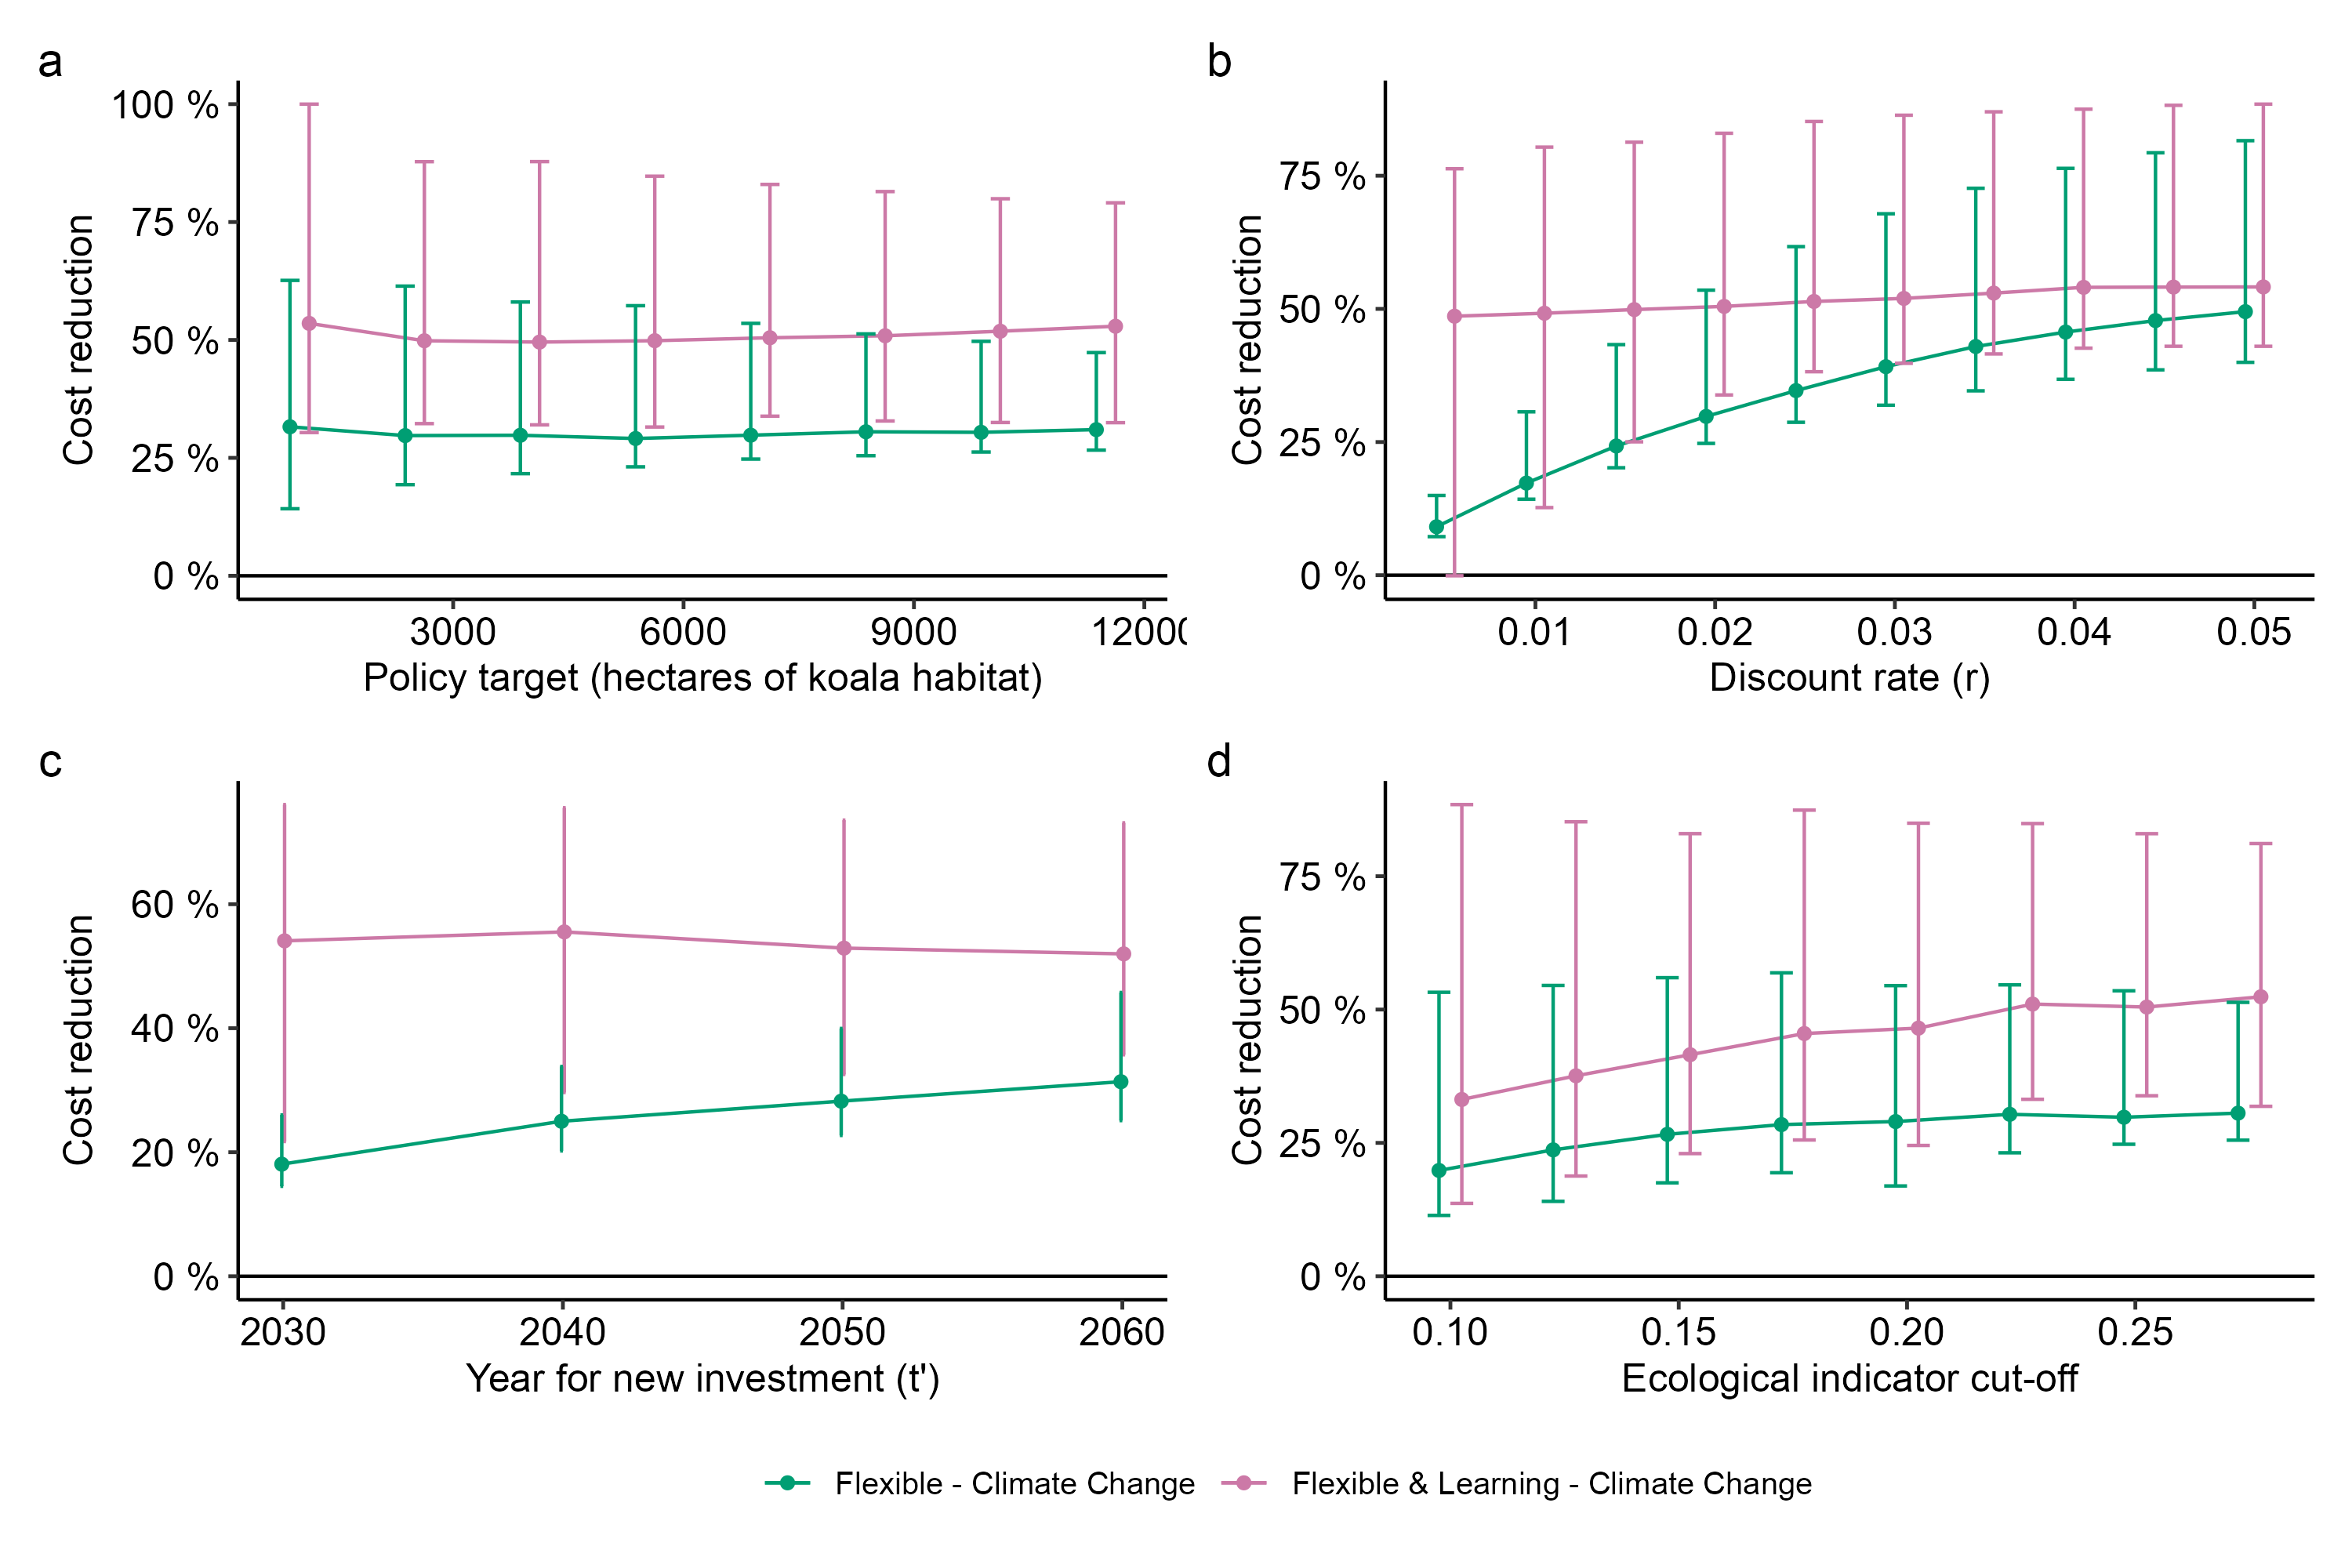 a
100 %
75 %
50 %
25 %
0 %
Cost reduction
3000 6000 9000 12000
Policy target (hectares of koala habitat)
b
75 %
50 %
25 %
0 %
Cost reduction
0.01 0.02 0.03 0.04 0.05
Discount rate (r)
c
60 %
40 %
20 %
0 %
Cost reduction
2030 2040 2050 2060
Year for new investment (t')
d
75 %
50 %
25 %
0 %
Cost reduction
0.10 0.15 0.20 0.25
Ecological indicator cut-off
Flexible - Climate Change Flexible & Learning - Climate Change